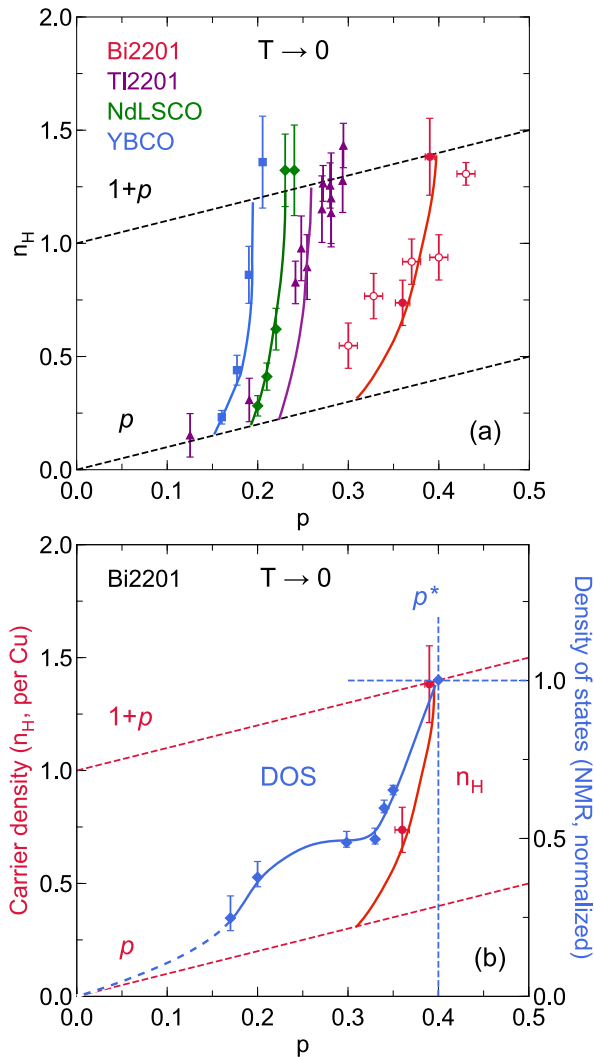 2.0
1.5
1.0
0.5
0.0
n_H
Bi2201
Tl2201
NdLSCO
YBCO
T → 0
1+p
p
(a)
0.0 0.1 0.2 0.3 0.4 0.5
p
2.0
1.5
1.0
0.5
0.0
Carrier density (n_H, per Cu)
Bi2201 T → 0
p*
1+p
DOS
n_H
p
(b)
1.0
0.5
0.0
Density of states (NMR, normalized)
0.0 0.1 0.2 0.3 0.4 0.5
p